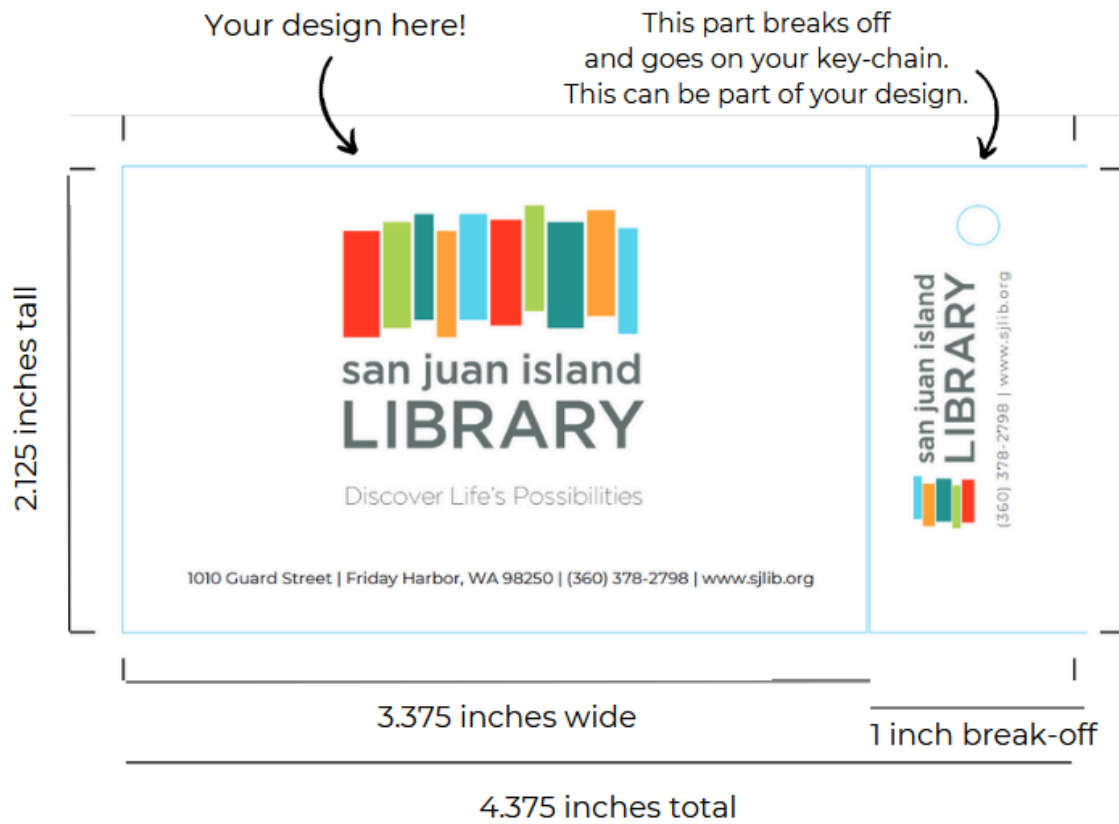 Your design here!
This part breaks off
and goes on your key-chain.
This can be part of your design.
2.125 inches tall
san juan island
LIBRARY
Discover Life's Possibilities
1010 Guard Street | Friday Harbor, WA 98250 | (360) 378-2798 | www.sjlib.org
san juan island
LIBRARY
(360) 378-2798 | www.sjlib.org
3.375 inches wide
1 inch break-off
4.375 inches total